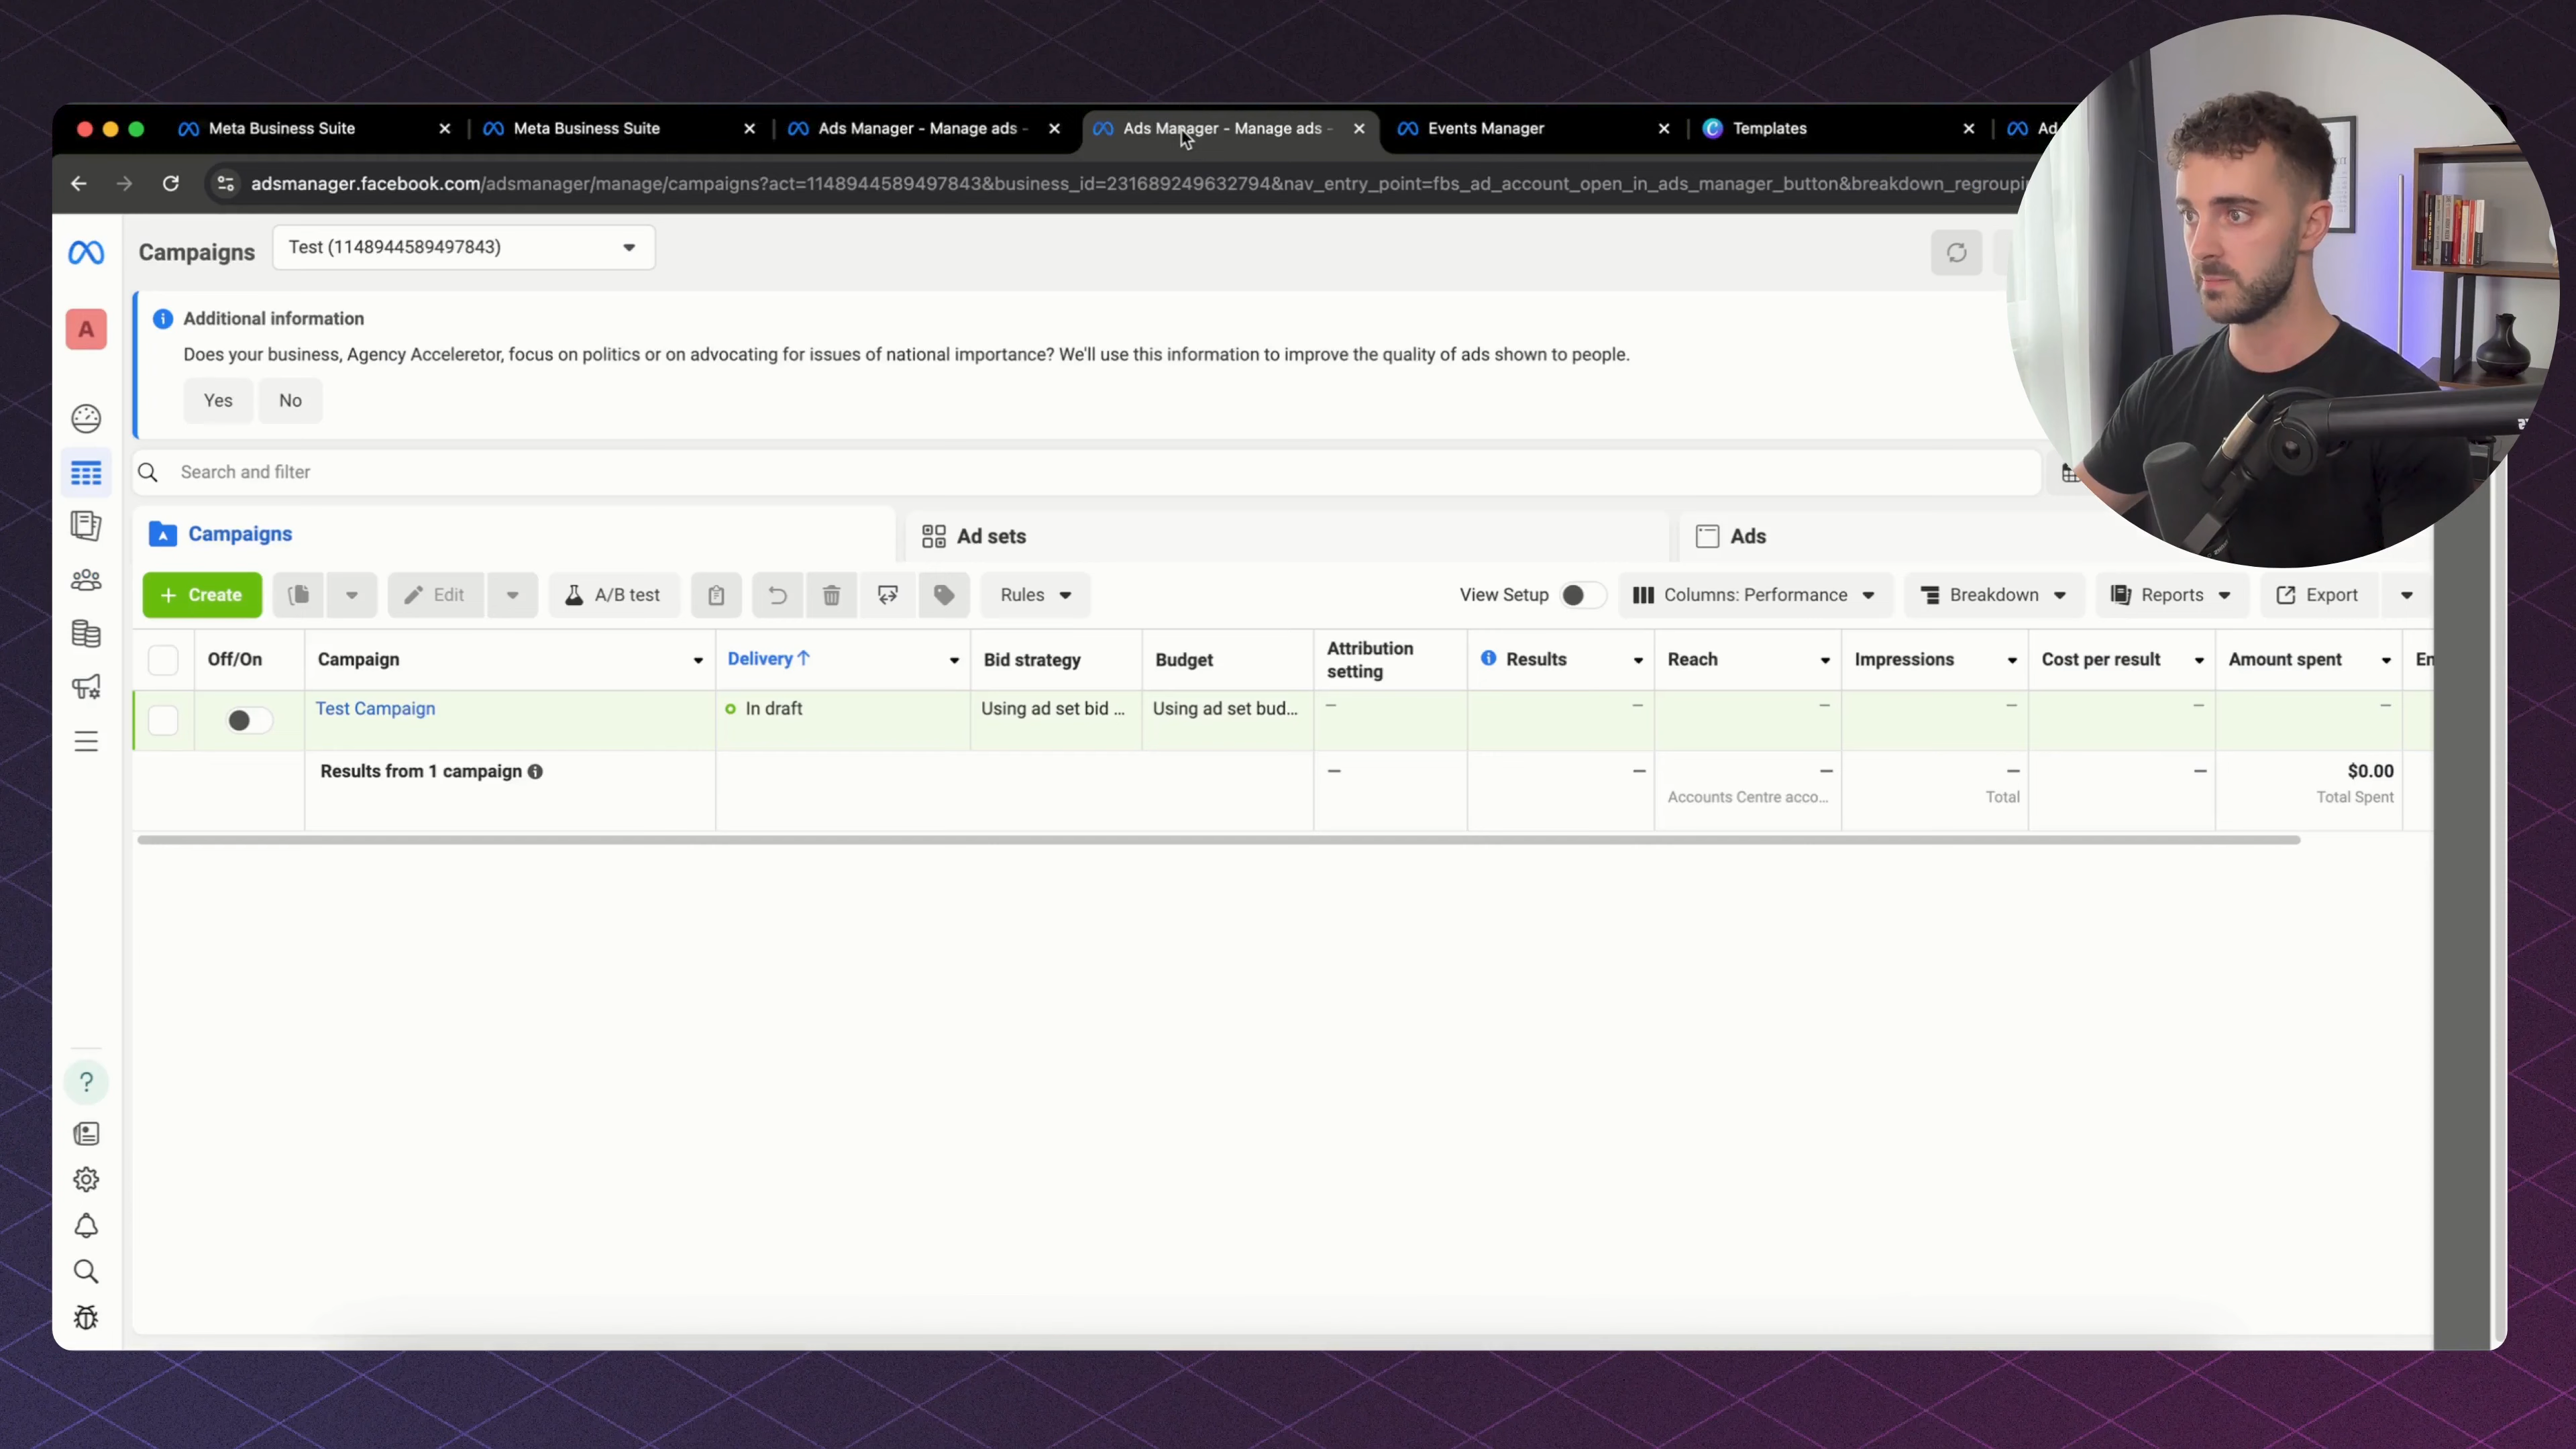 Meta Business Suite
Meta Business Suite
Ads Manager - Manage ads -
Ads Manager - Manage ads -
Events Manager
Templates
Ad
adsmanager.facebook.com/adsmanager/manage/campaigns?act=1148944589497843&business_id=231689249632794&nav_entry_point=fbs_ad_account_open_in_ads_manager_button&breakdown_regroupi
Campaigns
Test (1148944589497843)
A
Additional information
Does your business, Agency Acceleretor, focus on politics or on advocating for issues of national importance? We'll use this information to improve the quality of ads shown to people.
Yes
No
Search and filter
Campaigns
Ad sets
Ads
+ Create
Edit
A/B test
Rules
View Setup
Columns: Performance
Breakdown
Reports
Export
Off/On
Campaign
Delivery ↑
Bid strategy
Budget
Attribution
setting
Results
Reach
Impressions
Cost per result
Amount spent
En
Test Campaign
In draft
Using ad set bid ...
Using ad set bud...
–
–
–
–
–
–
Results from 1 campaign
–
–
–
–
–
$0.00
Accounts Centre acco...
Total
Total Spent
?